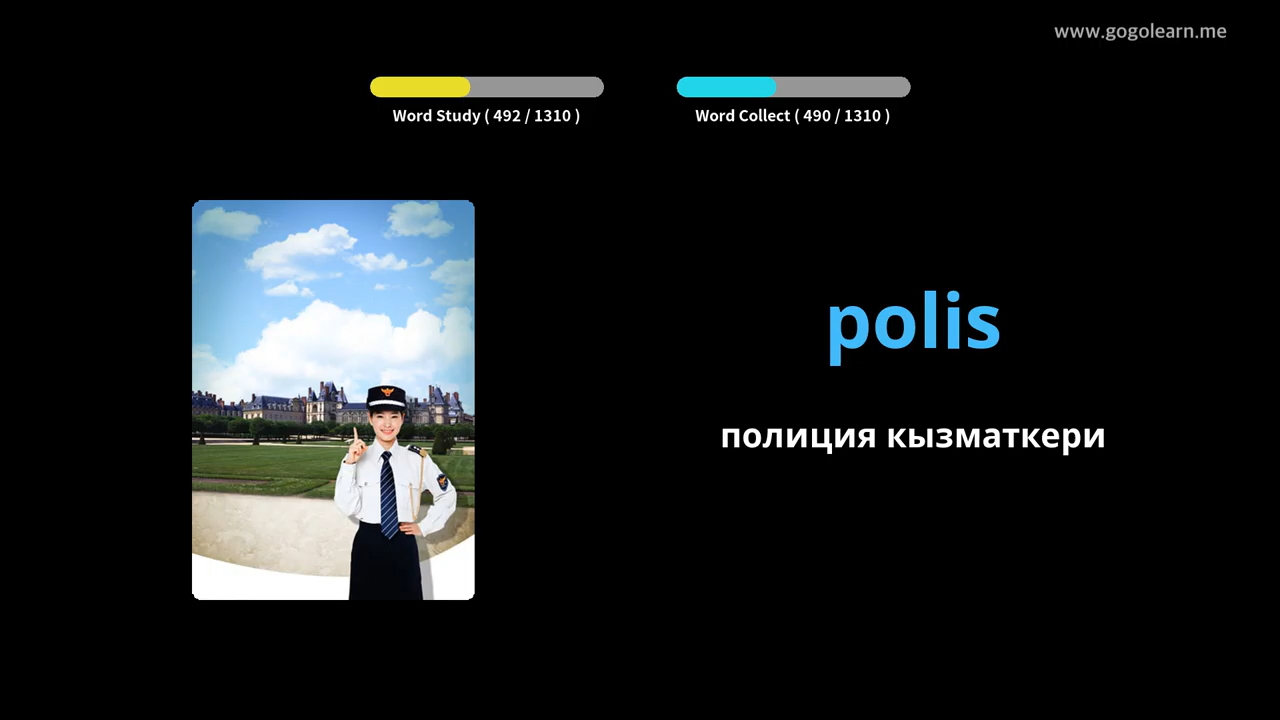 www.gogolearn.me
Word Study ( 492 / 1310 )
Word Collect ( 490 / 1310 )
polis
полиция кызматкери